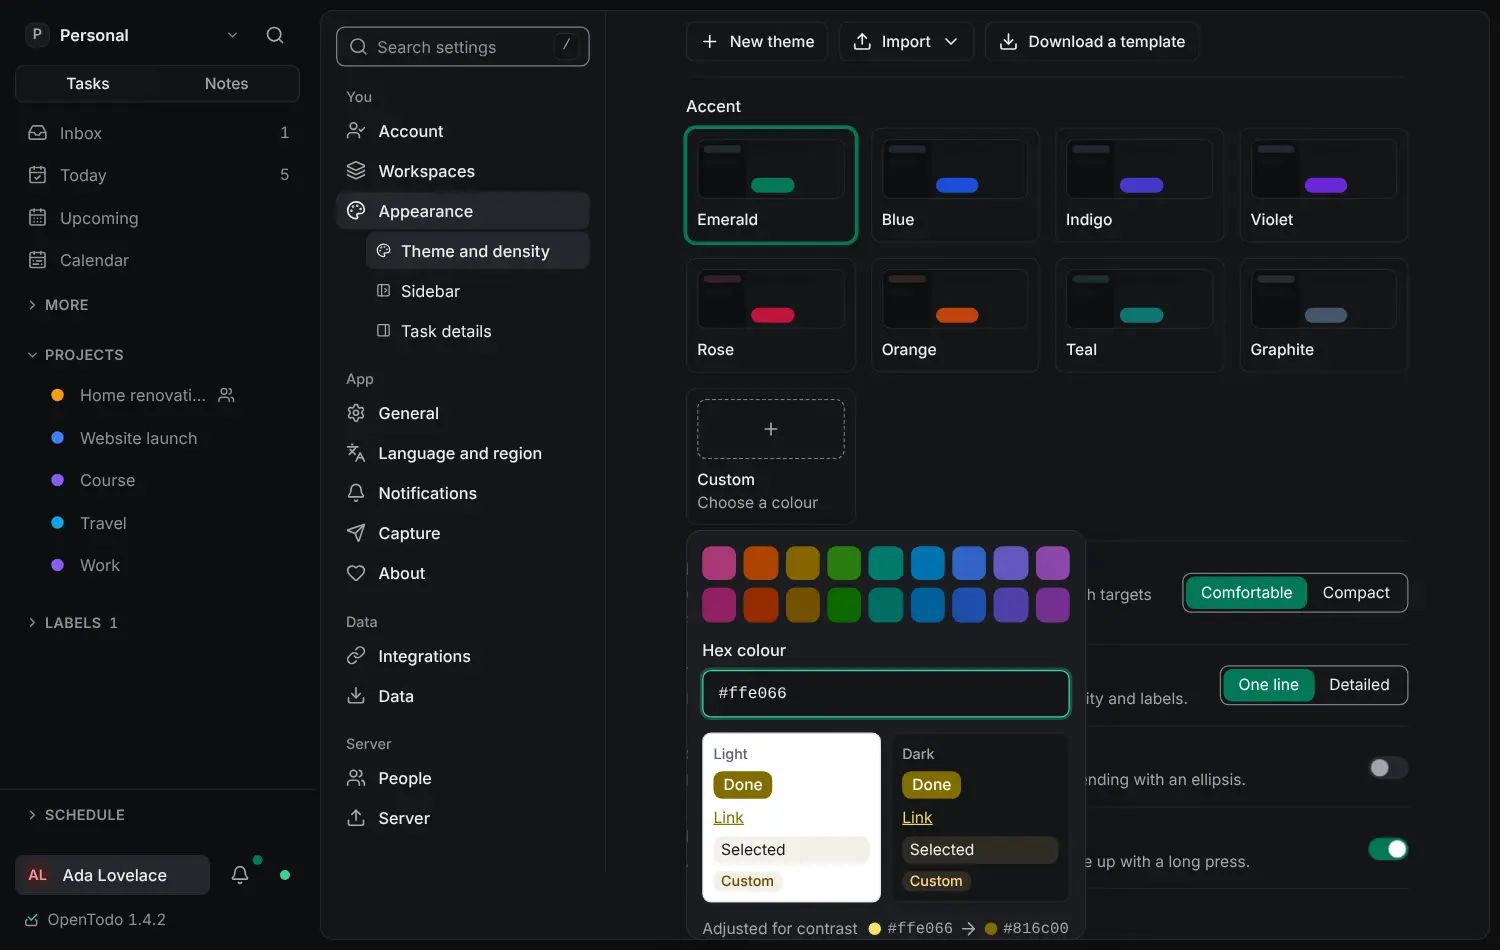 P Personal
Tasks Notes
Inbox 1
Today 5
Upcoming
Calendar
MORE
PROJECTS
Home renovati...
Website launch
Course
Travel
Work
LABELS 1
SCHEDULE
AL Ada Lovelace
OpenTodo 1.4.2
Search settings /
You
Account
Workspaces
Appearance
Theme and density
Sidebar
Task details
App
General
Language and region
Notifications
Capture
About
Data
Integrations
Data
Server
People
Server
New theme Import Download a template
Accent
Emerald Blue Indigo Violet
Rose Orange Teal Graphite
Custom
Choose a colour
h targets Comfortable Compact
Hex colour
#ffe066
ity and labels. One line Detailed
Light Dark
Done Done
Link Link
Selected Selected
Custom Custom
nding with an ellipsis.
e up with a long press.
Adjusted for contrast #ffe066 → #816c00